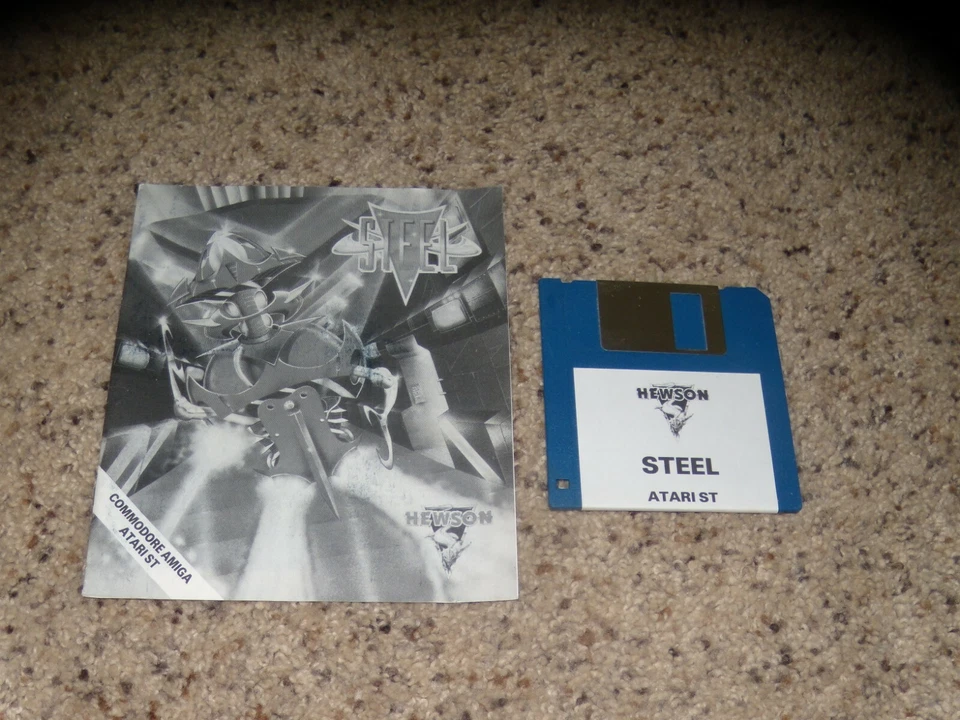 STEEL
HEWSON
COMMODORE AMIGA
ATARI ST
HEWSON
STEEL
ATARI ST